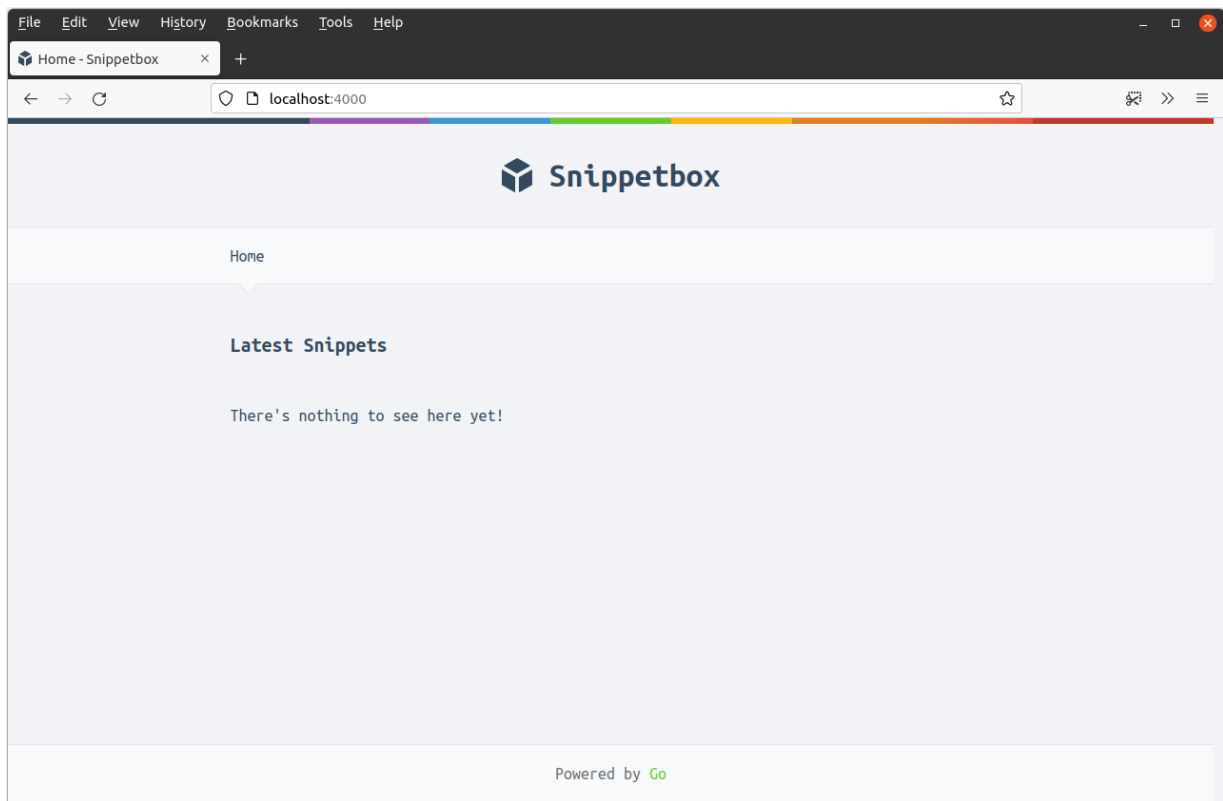 File Edit View History Bookmarks Tools Help
Home - Snippetbox
localhost:4000
Snippetbox
Home
Latest Snippets
There's nothing to see here yet!
Powered by Go